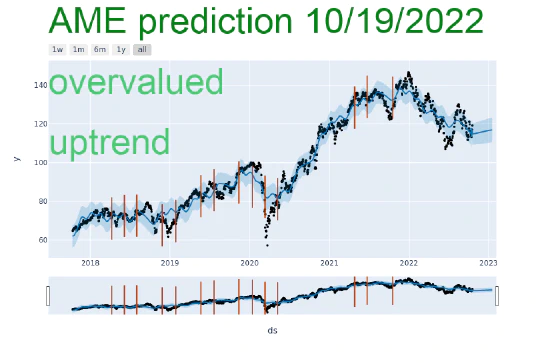 AME prediction 10/19/2022
1w 1m 6m 1y all
overvalued
uptrend
140
120
100
80
60
y
2018 2019 2020 2021 2022 2023
ds